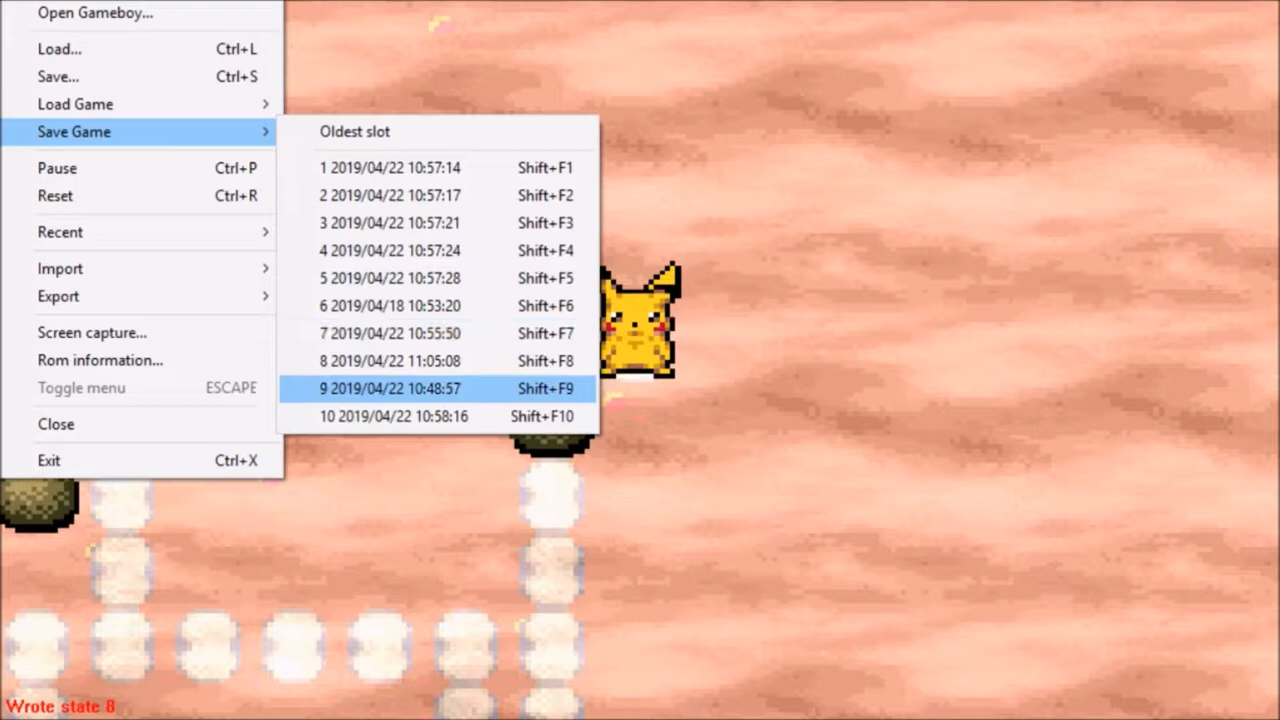 Open Gameboy...
Load... Ctrl+L
Save... Ctrl+S
Load Game
Save Game
Pause Ctrl+P
Reset Ctrl+R
Recent
Import
Export
Screen capture...
Rom information...
Toggle menu ESCAPE
Close
Exit Ctrl+X
Oldest slot
1 2019/04/22 10:57:14 Shift+F1
2 2019/04/22 10:57:17 Shift+F2
3 2019/04/22 10:57:21 Shift+F3
4 2019/04/22 10:57:24 Shift+F4
5 2019/04/22 10:57:28 Shift+F5
6 2019/04/18 10:53:20 Shift+F6
7 2019/04/22 10:55:50 Shift+F7
8 2019/04/22 11:05:08 Shift+F8
9 2019/04/22 10:48:57 Shift+F9
10 2019/04/22 10:58:16 Shift+F10
Wrote state 8